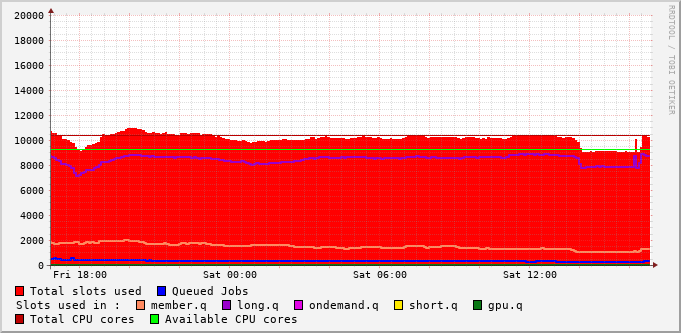 RRDTOOL / TOBI OETIKER
20000
18000
16000
14000
12000
10000
8000
6000
4000
2000
0
Fri 18:00 Sat 00:00 Sat 06:00 Sat 12:00
Total slots used Queued Jobs
Slots used in : member.q long.q ondemand.q short.q gpu.q
Total CPU cores Available CPU cores